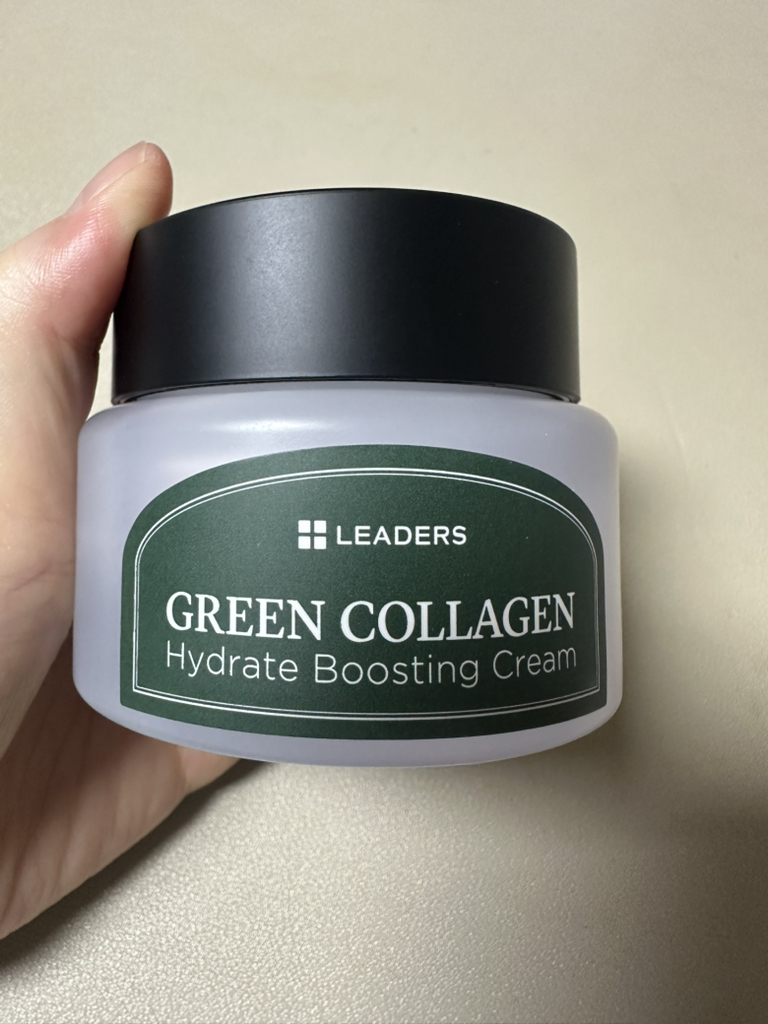 LEADERS
GREEN COLLAGEN
Hydrate Boosting Cream